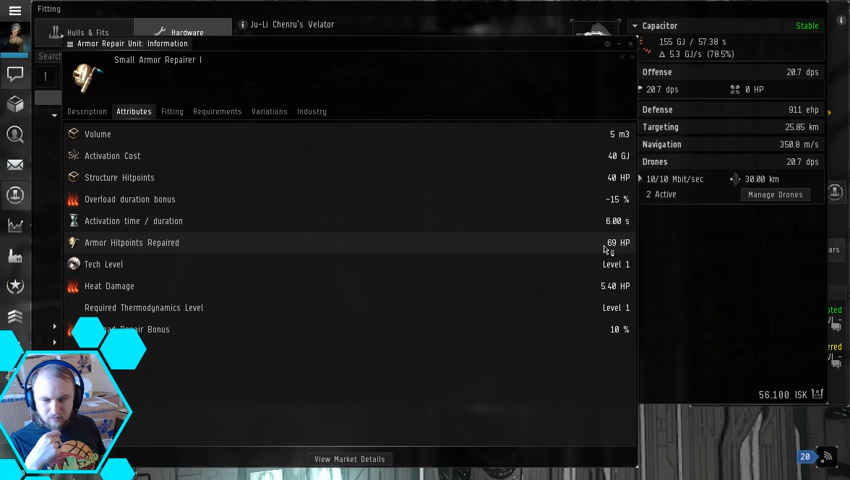 Fitting
Hulls & Fits
Hardware
Ju-Li Chenru's Velator
Armor Repair Unit: Information
Small Armor Repairer I
Description
Attributes
Fitting
Requirements
Variations
Industry
Volume 5 m3
Activation Cost 40 GJ
Structure Hitpoints 40 HP
Overload duration bonus -15 %
Activation time / duration 6.00 s
Armor Hitpoints Repaired 69 HP
Tech Level Level 1
Heat Damage 5.40 HP
Required Thermodynamics Level Level 1
Repair Bonus 10 %
View Market Details
Capacitor Stable
155 GJ / 57.38 s
Δ 5.3 GJ/s (78.5%)
Offense 20.7 dps
20.7 dps 0 HP
Defense 911 ehp
Targeting 25.85 km
Navigation 350.8 m/s
Drones 20.7 dps
10/10 Mbit/sec 30.00 km
2 Active Manage Drones
56,100 ISK
20